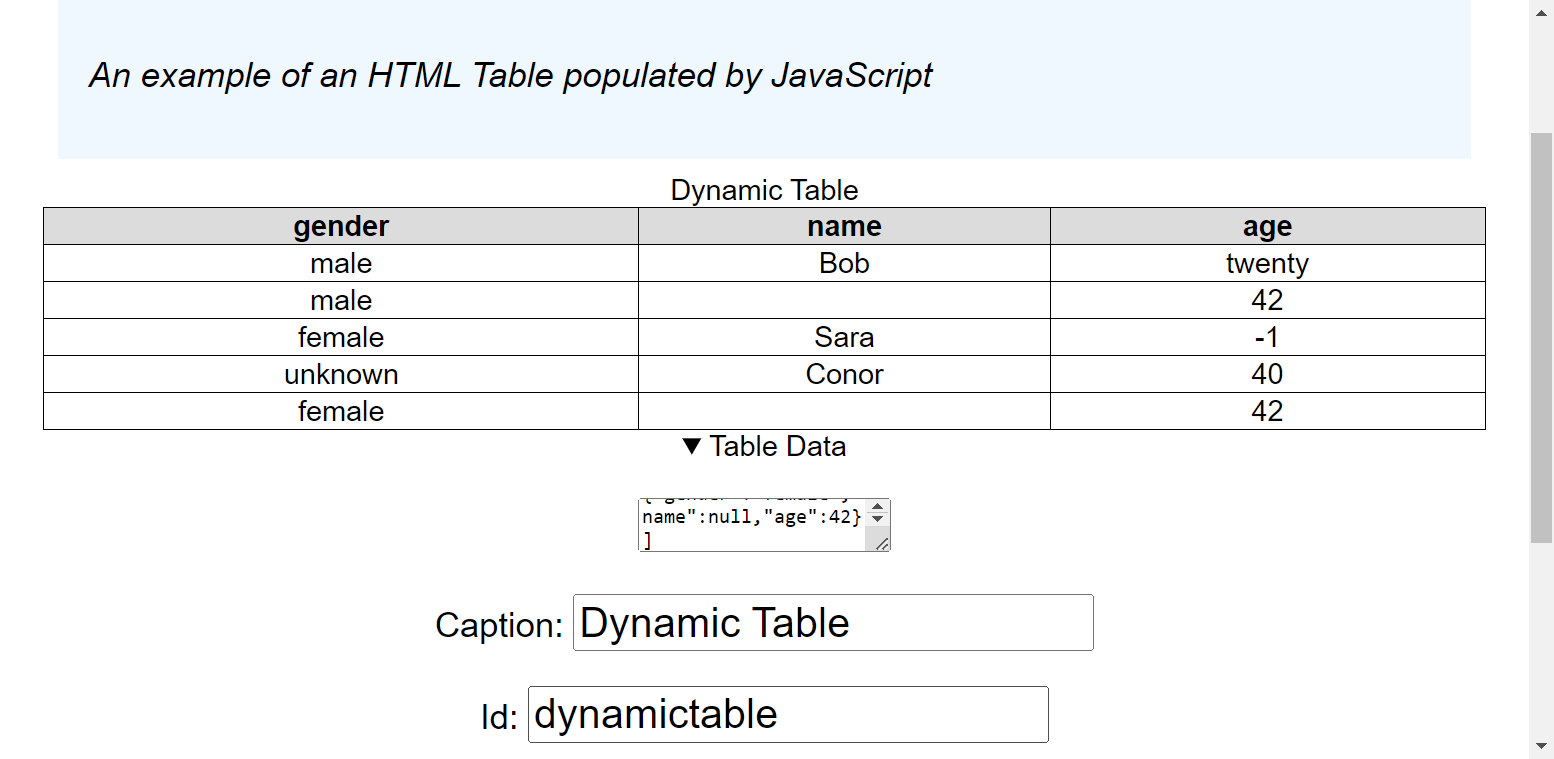 An example of an HTML Table populated by JavaScript
Dynamic Table
gender name age
male Bob twenty
male 42
female Sara -1
unknown Conor 40
female 42
Table Data
name":null,"age":42}
]
Caption: Dynamic Table
Id: dynamictable